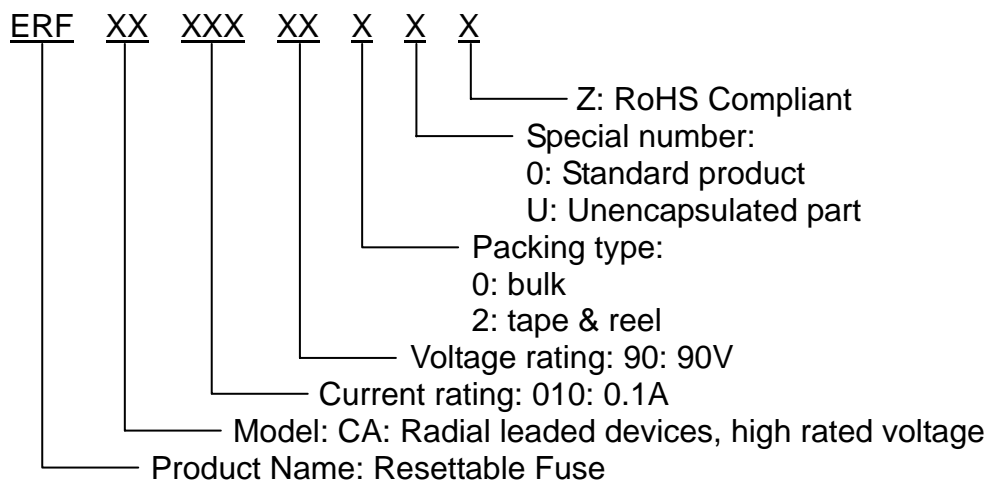 ERF XX XXX XX X X X
Z: RoHS Compliant
Special number:
0: Standard product
U: Unencapsulated part
Packing type:
0: bulk
2: tape & reel
Voltage rating: 90: 90V
Current rating: 010: 0.1A
Model: CA: Radial leaded devices, high rated voltage
Product Name: Resettable Fuse